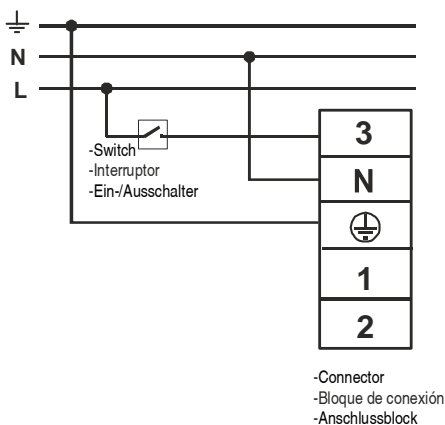 N
L
-Switch
-Interruptor
-Ein-/Ausschalter
3
N
1
2
-Connector
-Bloque de conexión
-Anschlussblock